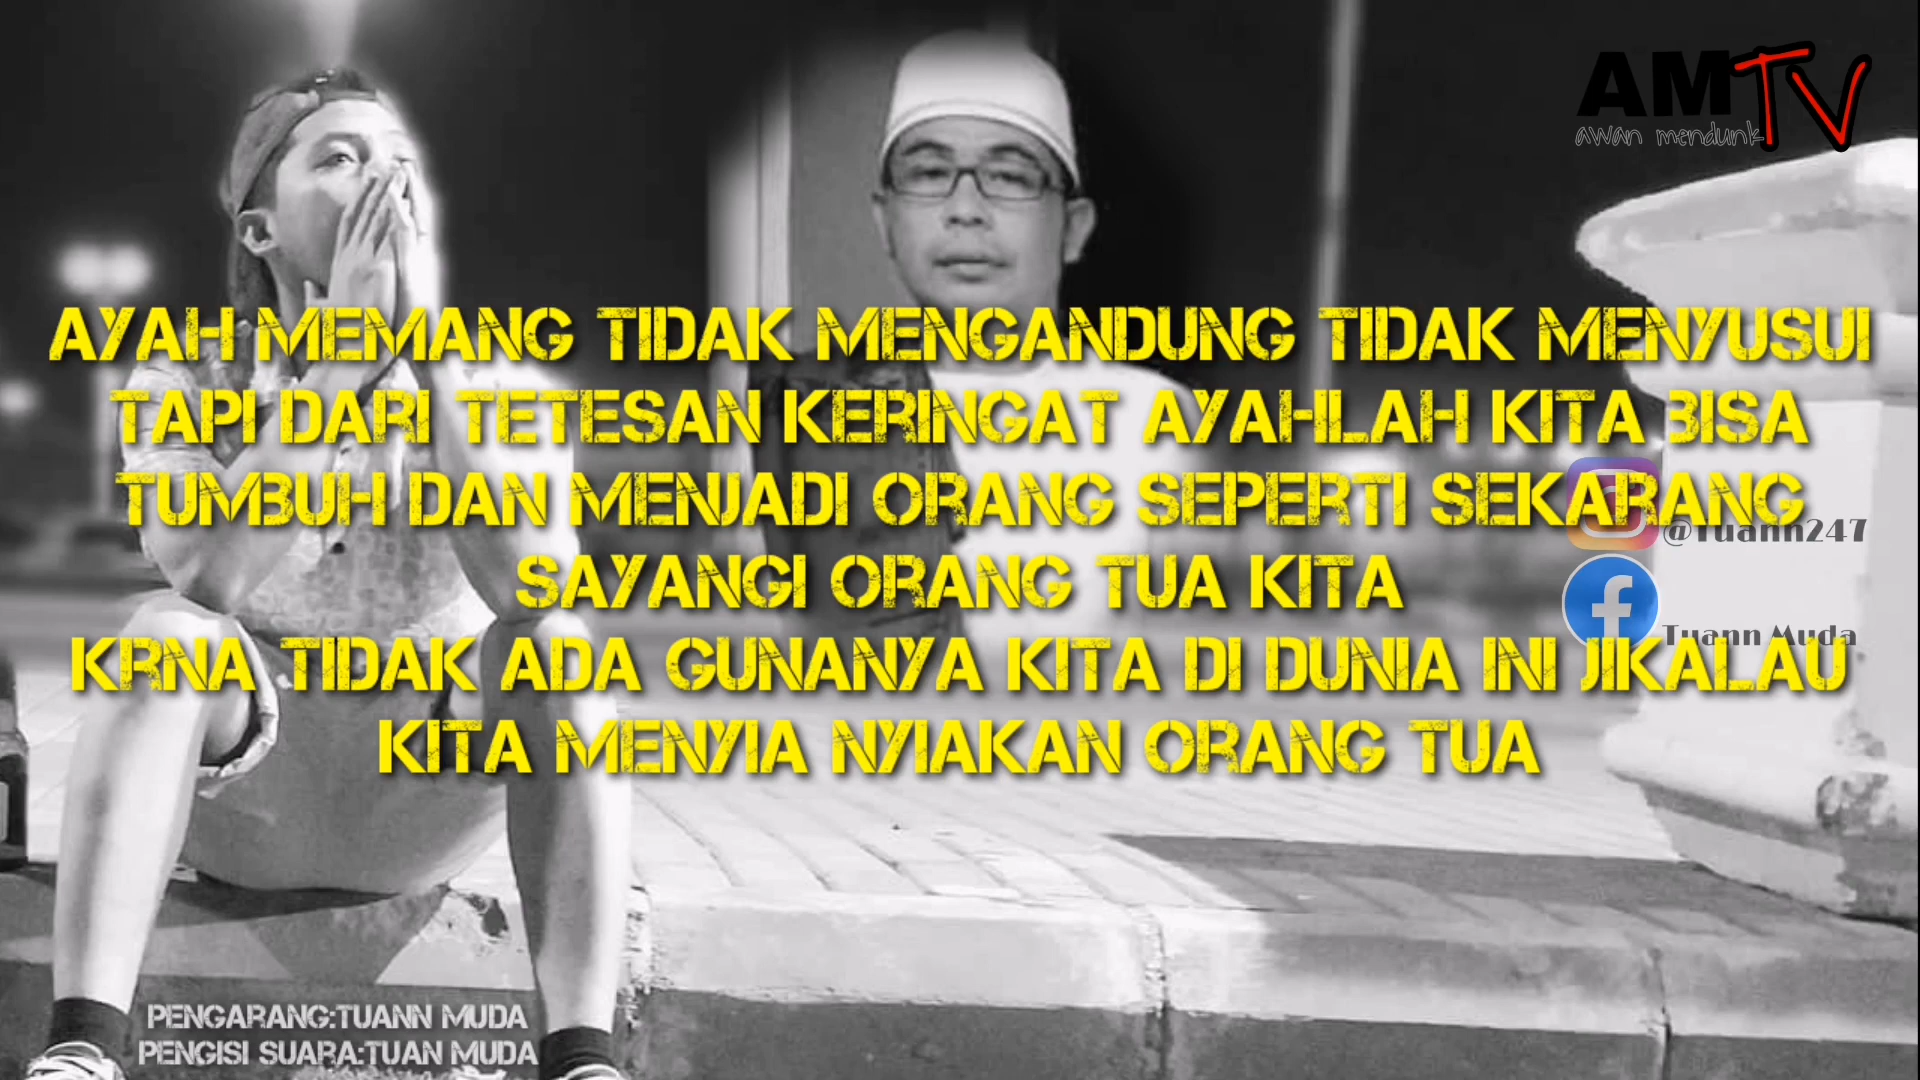 AMTV
awan mendunk
AYAH MEMANG TIDAK MENGANDUNG TIDAK MENYUSUI
TAPI DARI TETESAN KERINGAT AYAHLAH KITA BISA
TUMBUH DAN MENJADI ORANG SEPERTI SEKARANG
@Tuann247
SAYANGI ORANG TUA KITA
Tuann Muda
KRNA TIDAK ADA GUNANYA KITA DI DUNIA INI JIKALAU
KITA MENYIA NYIAKAN ORANG TUA
PENGARANG:TUANN MUDA
PENGISI SUARA:TUAN MUDA